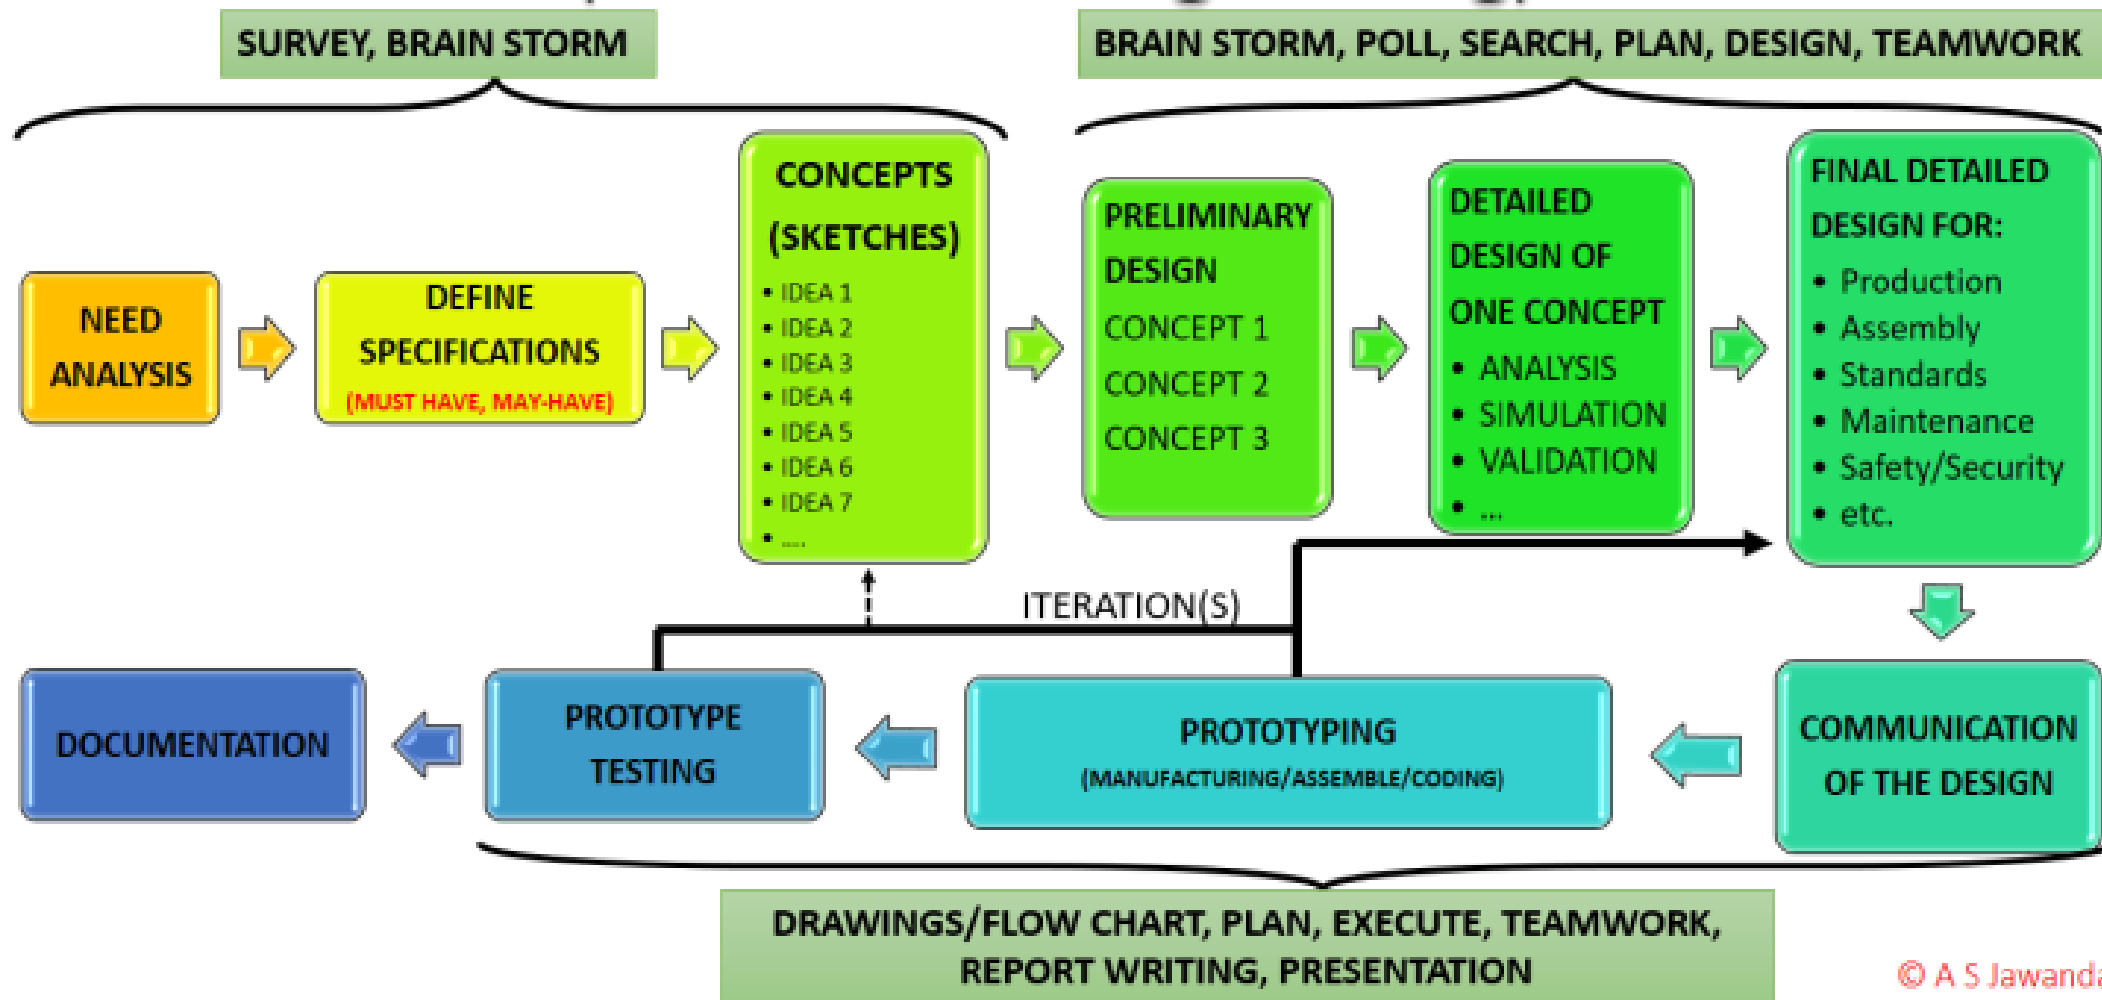 SURVEY, BRAIN STORM
BRAIN STORM, POLL, SEARCH, PLAN, DESIGN, TEAMWORK
NEED
ANALYSIS
DEFINE
SPECIFICATIONS
(MUST HAVE, MAY-HAVE)
CONCEPTS
(SKETCHES)
• IDEA 1
• IDEA 2
• IDEA 3
• IDEA 4
• IDEA 5
• IDEA 6
• IDEA 7
• ....
PRELIMINARY
DESIGN
CONCEPT 1
CONCEPT 2
CONCEPT 3
DETAILED
DESIGN OF
ONE CONCEPT
• ANALYSIS
• SIMULATION
• VALIDATION
• ...
FINAL DETAILED
DESIGN FOR:
• Production
• Assembly
• Standards
• Maintenance
• Safety/Security
• etc.
ITERATION(S)
COMMUNICATION
OF THE DESIGN
PROTOTYPING
(MANUFACTURING/ASSEMBLE/CODING)
PROTOTYPE
TESTING
DOCUMENTATION
DRAWINGS/FLOW CHART, PLAN, EXECUTE, TEAMWORK,
REPORT WRITING, PRESENTATION
© A S Jawanda